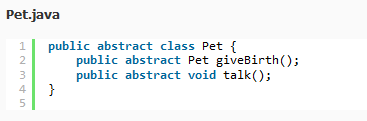 Pet.java
1 public abstract class Pet {
2     public abstract Pet giveBirth();
3     public abstract void talk();
4 }
5